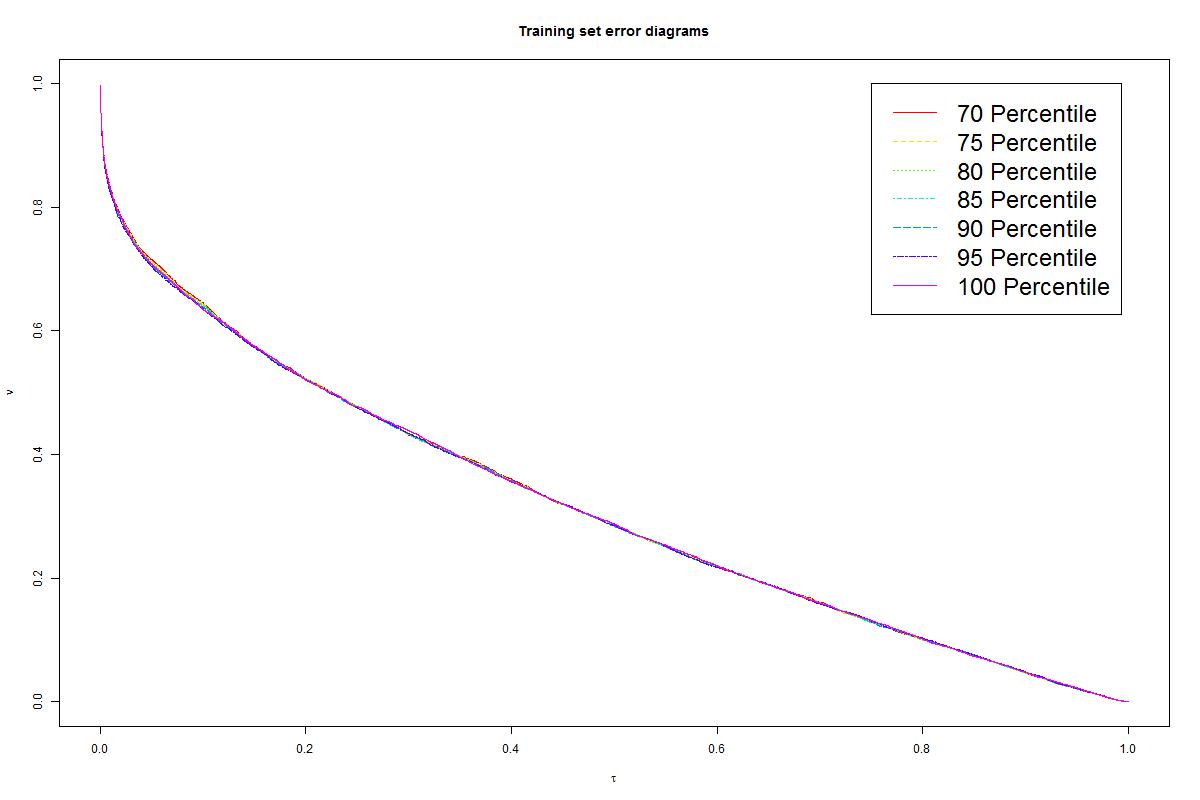 Training set error diagrams
1.0
0.8
0.6
0.4
0.2
0.0
ν
70 Percentile
75 Percentile
80 Percentile
85 Percentile
90 Percentile
95 Percentile
100 Percentile
0.0 0.2 0.4 0.6 0.8 1.0
τ